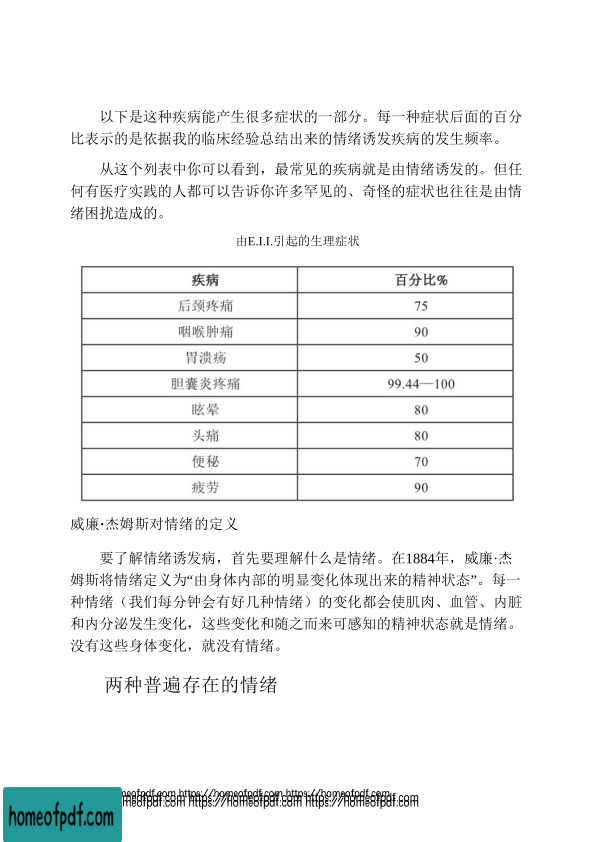 以下是这种疾病能产生很多症状的一部分。每一种症状后面的百分
比表示的是依据我的临床经验总结出来的情绪诱发疾病的发生频率。
从这个列表中你可以看到，最常见的疾病就是由情绪诱发的。但任
何有医疗实践的人都可以告诉你许多罕见的、奇怪的症状也往往是由情
绪困扰造成的。
由E.I.I.引起的生理症状
疾病 百分比%
后颈疼痛 75
咽喉肿痛 90
胃溃疡 50
胆囊炎疼痛 99.44—100
眩晕 80
头痛 80
便秘 70
疲劳 90
威廉·杰姆斯对情绪的定义
要了解情绪诱发病，首先要理解什么是情绪。在1884年，威廉·杰
姆斯将情绪定义为“由身体内部的明显变化体现出来的精神状态”。每一
种情绪（我们每分钟会有好几种情绪）的变化都会使肌肉、血管、内脏
和内分泌发生变化，这些变化和随之而来可感知的精神状态就是情绪。
没有这些身体变化，就没有情绪。
两种普遍存在的情绪
homeofpdf.com https://homeofpdf.com https://homeofpdf.com
homeofpdf.com https://homeofpdf.com https://homeofpdf.com
homeofpdf.com